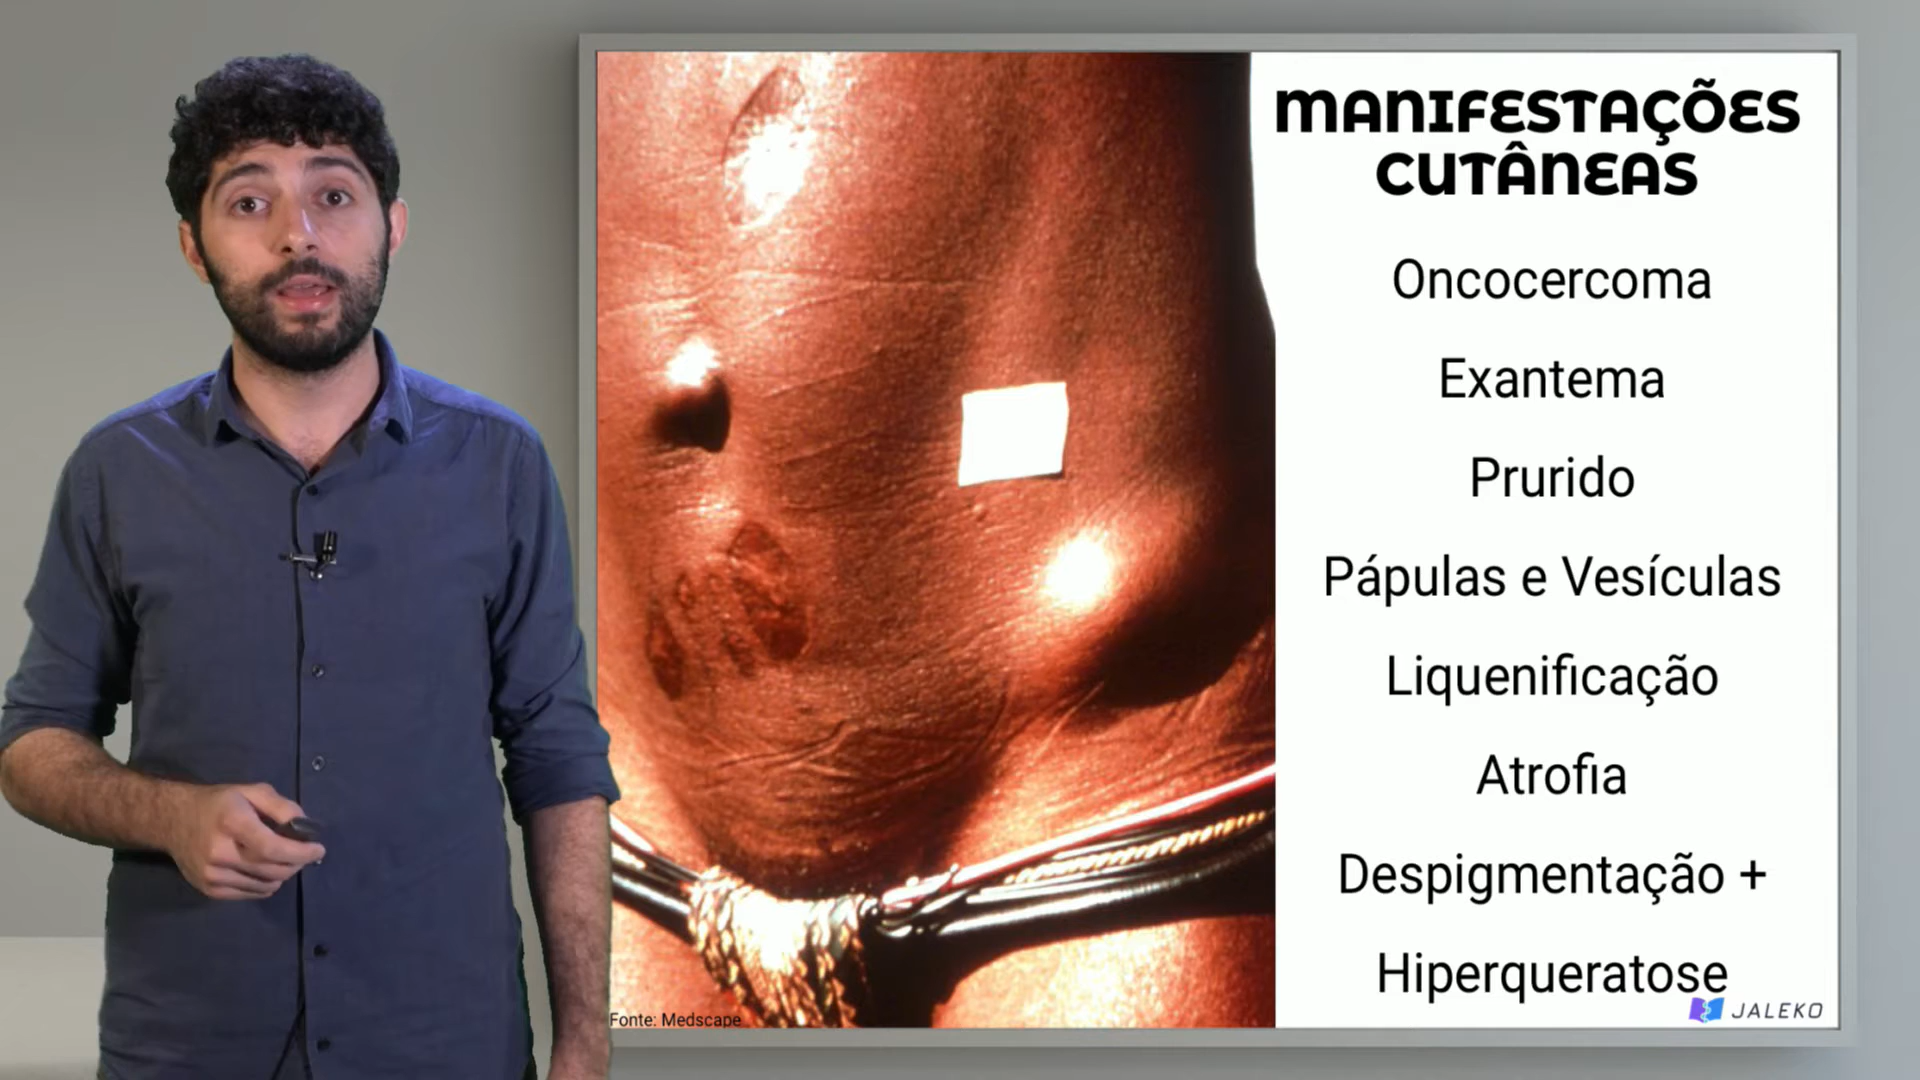 MANIFESTAÇÕES
CUTÂNEAS
Oncocercoma
Exantema
Prurido
Pápulas e Vesículas
Liquenificação
Atrofia
Despigmentação +
Hiperqueratose
JALEKO
Fonte: Medscape